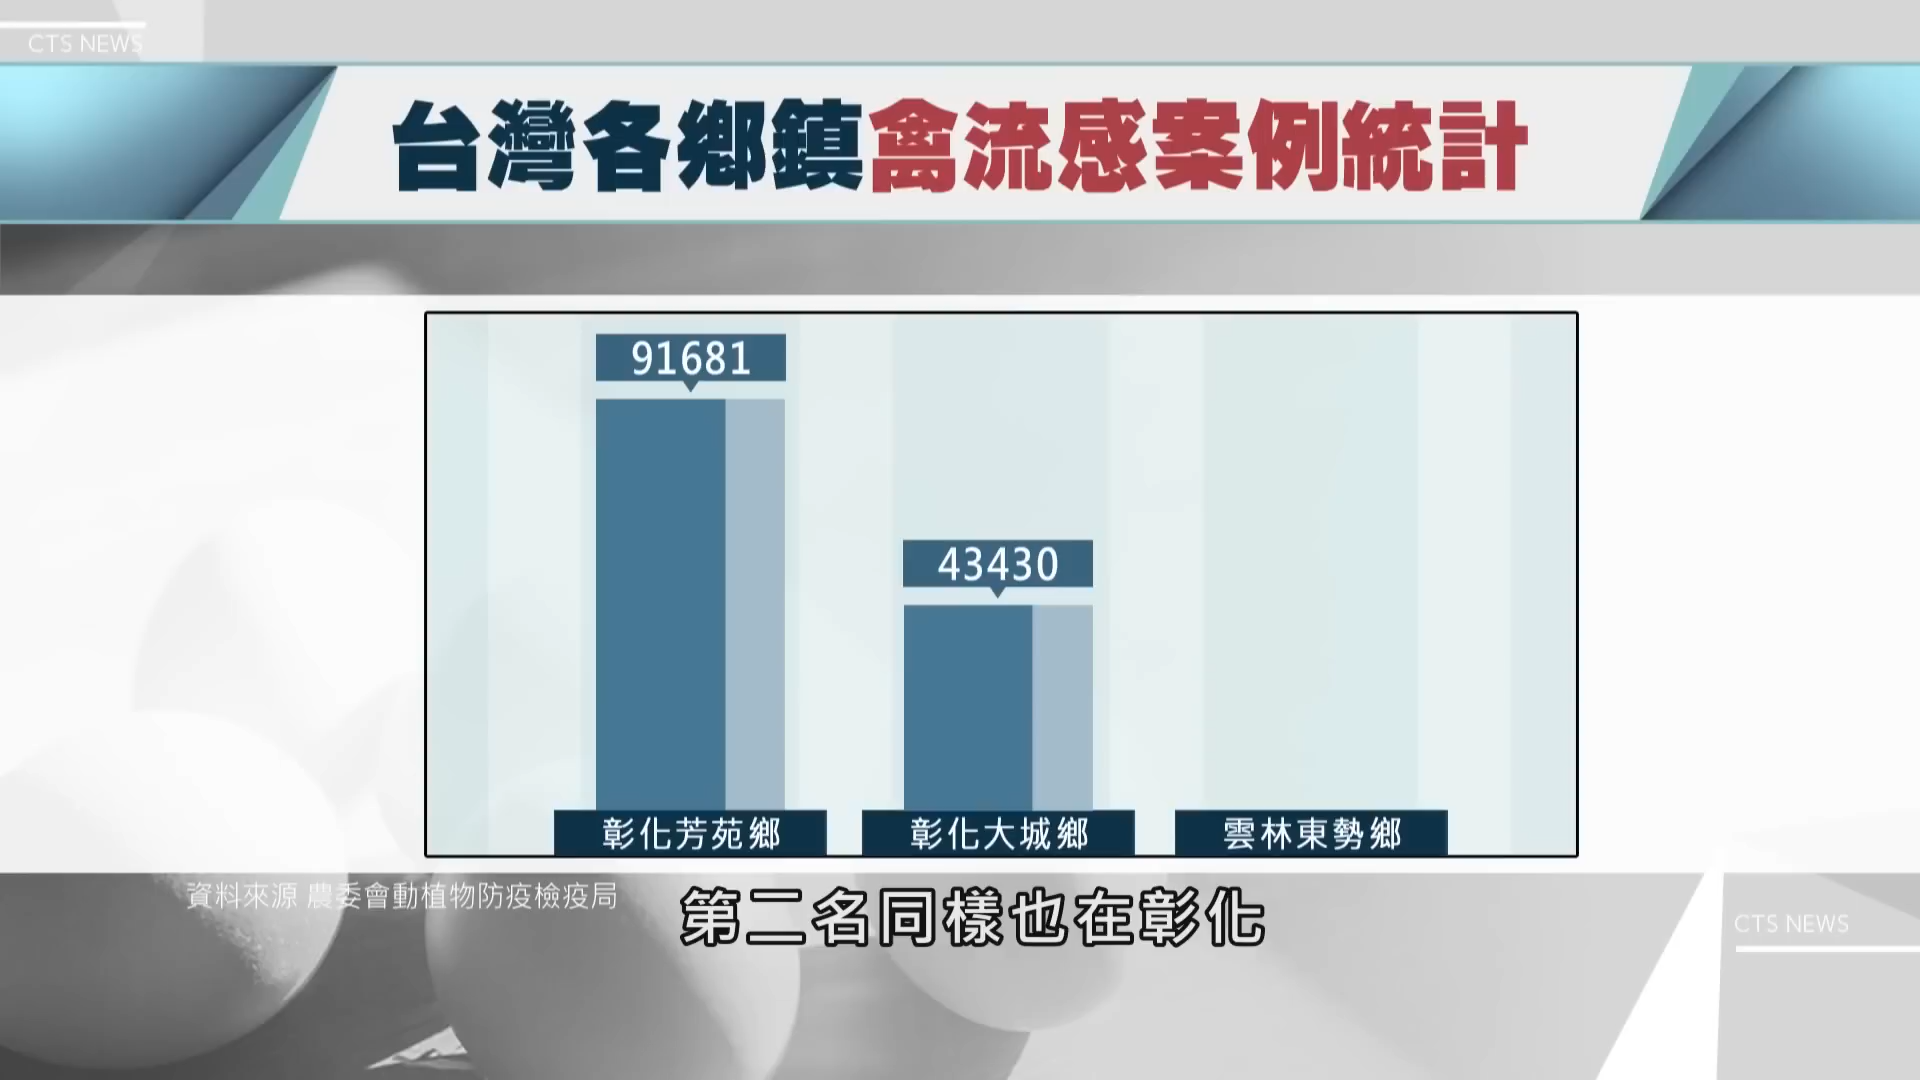 CTS NEWS
台灣各鄉鎮禽流感案例統計
91681
43430
彰化芳苑鄉
彰化大城鄉
雲林東勢鄉
資料來源 農委會動植物防疫檢疫局
第二名同樣也在彰化
CTS NEWS